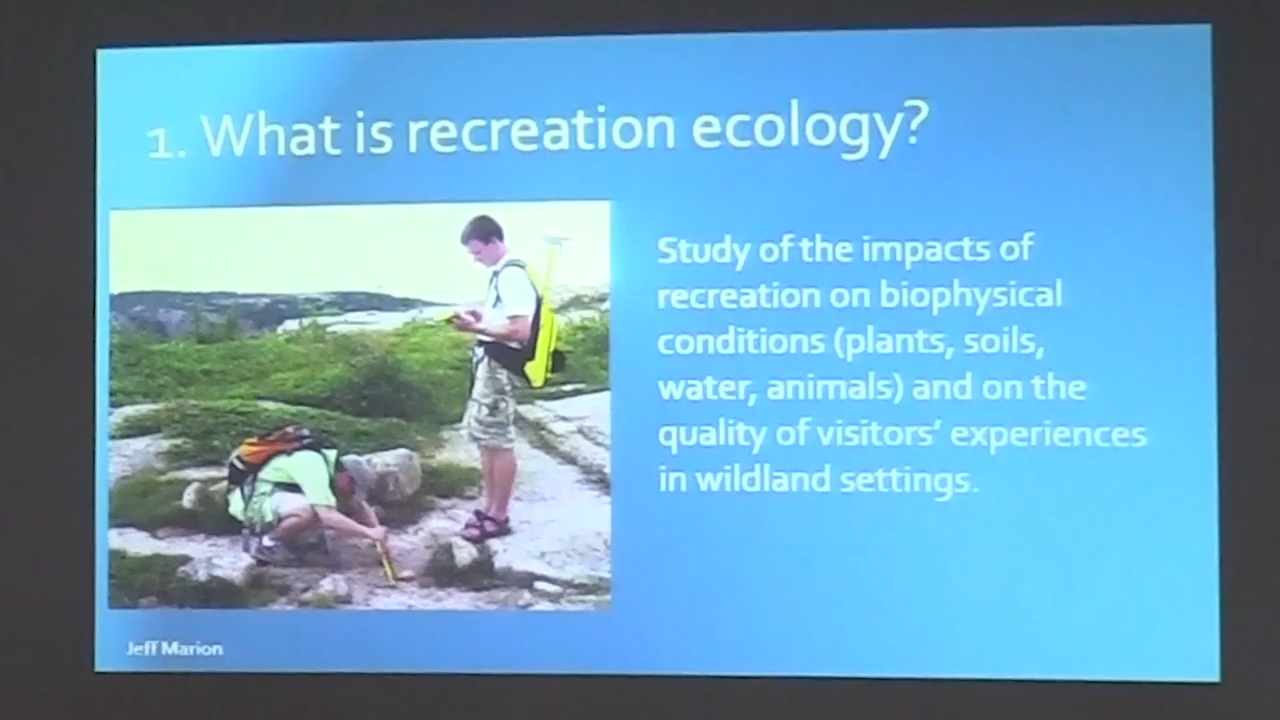 1. What is recreation ecology?
Study of the impacts of
recreation on biophysical
conditions (plants, soils,
water, animals) and on the
quality of visitors' experiences
in wildland settings.
Jeff Marion